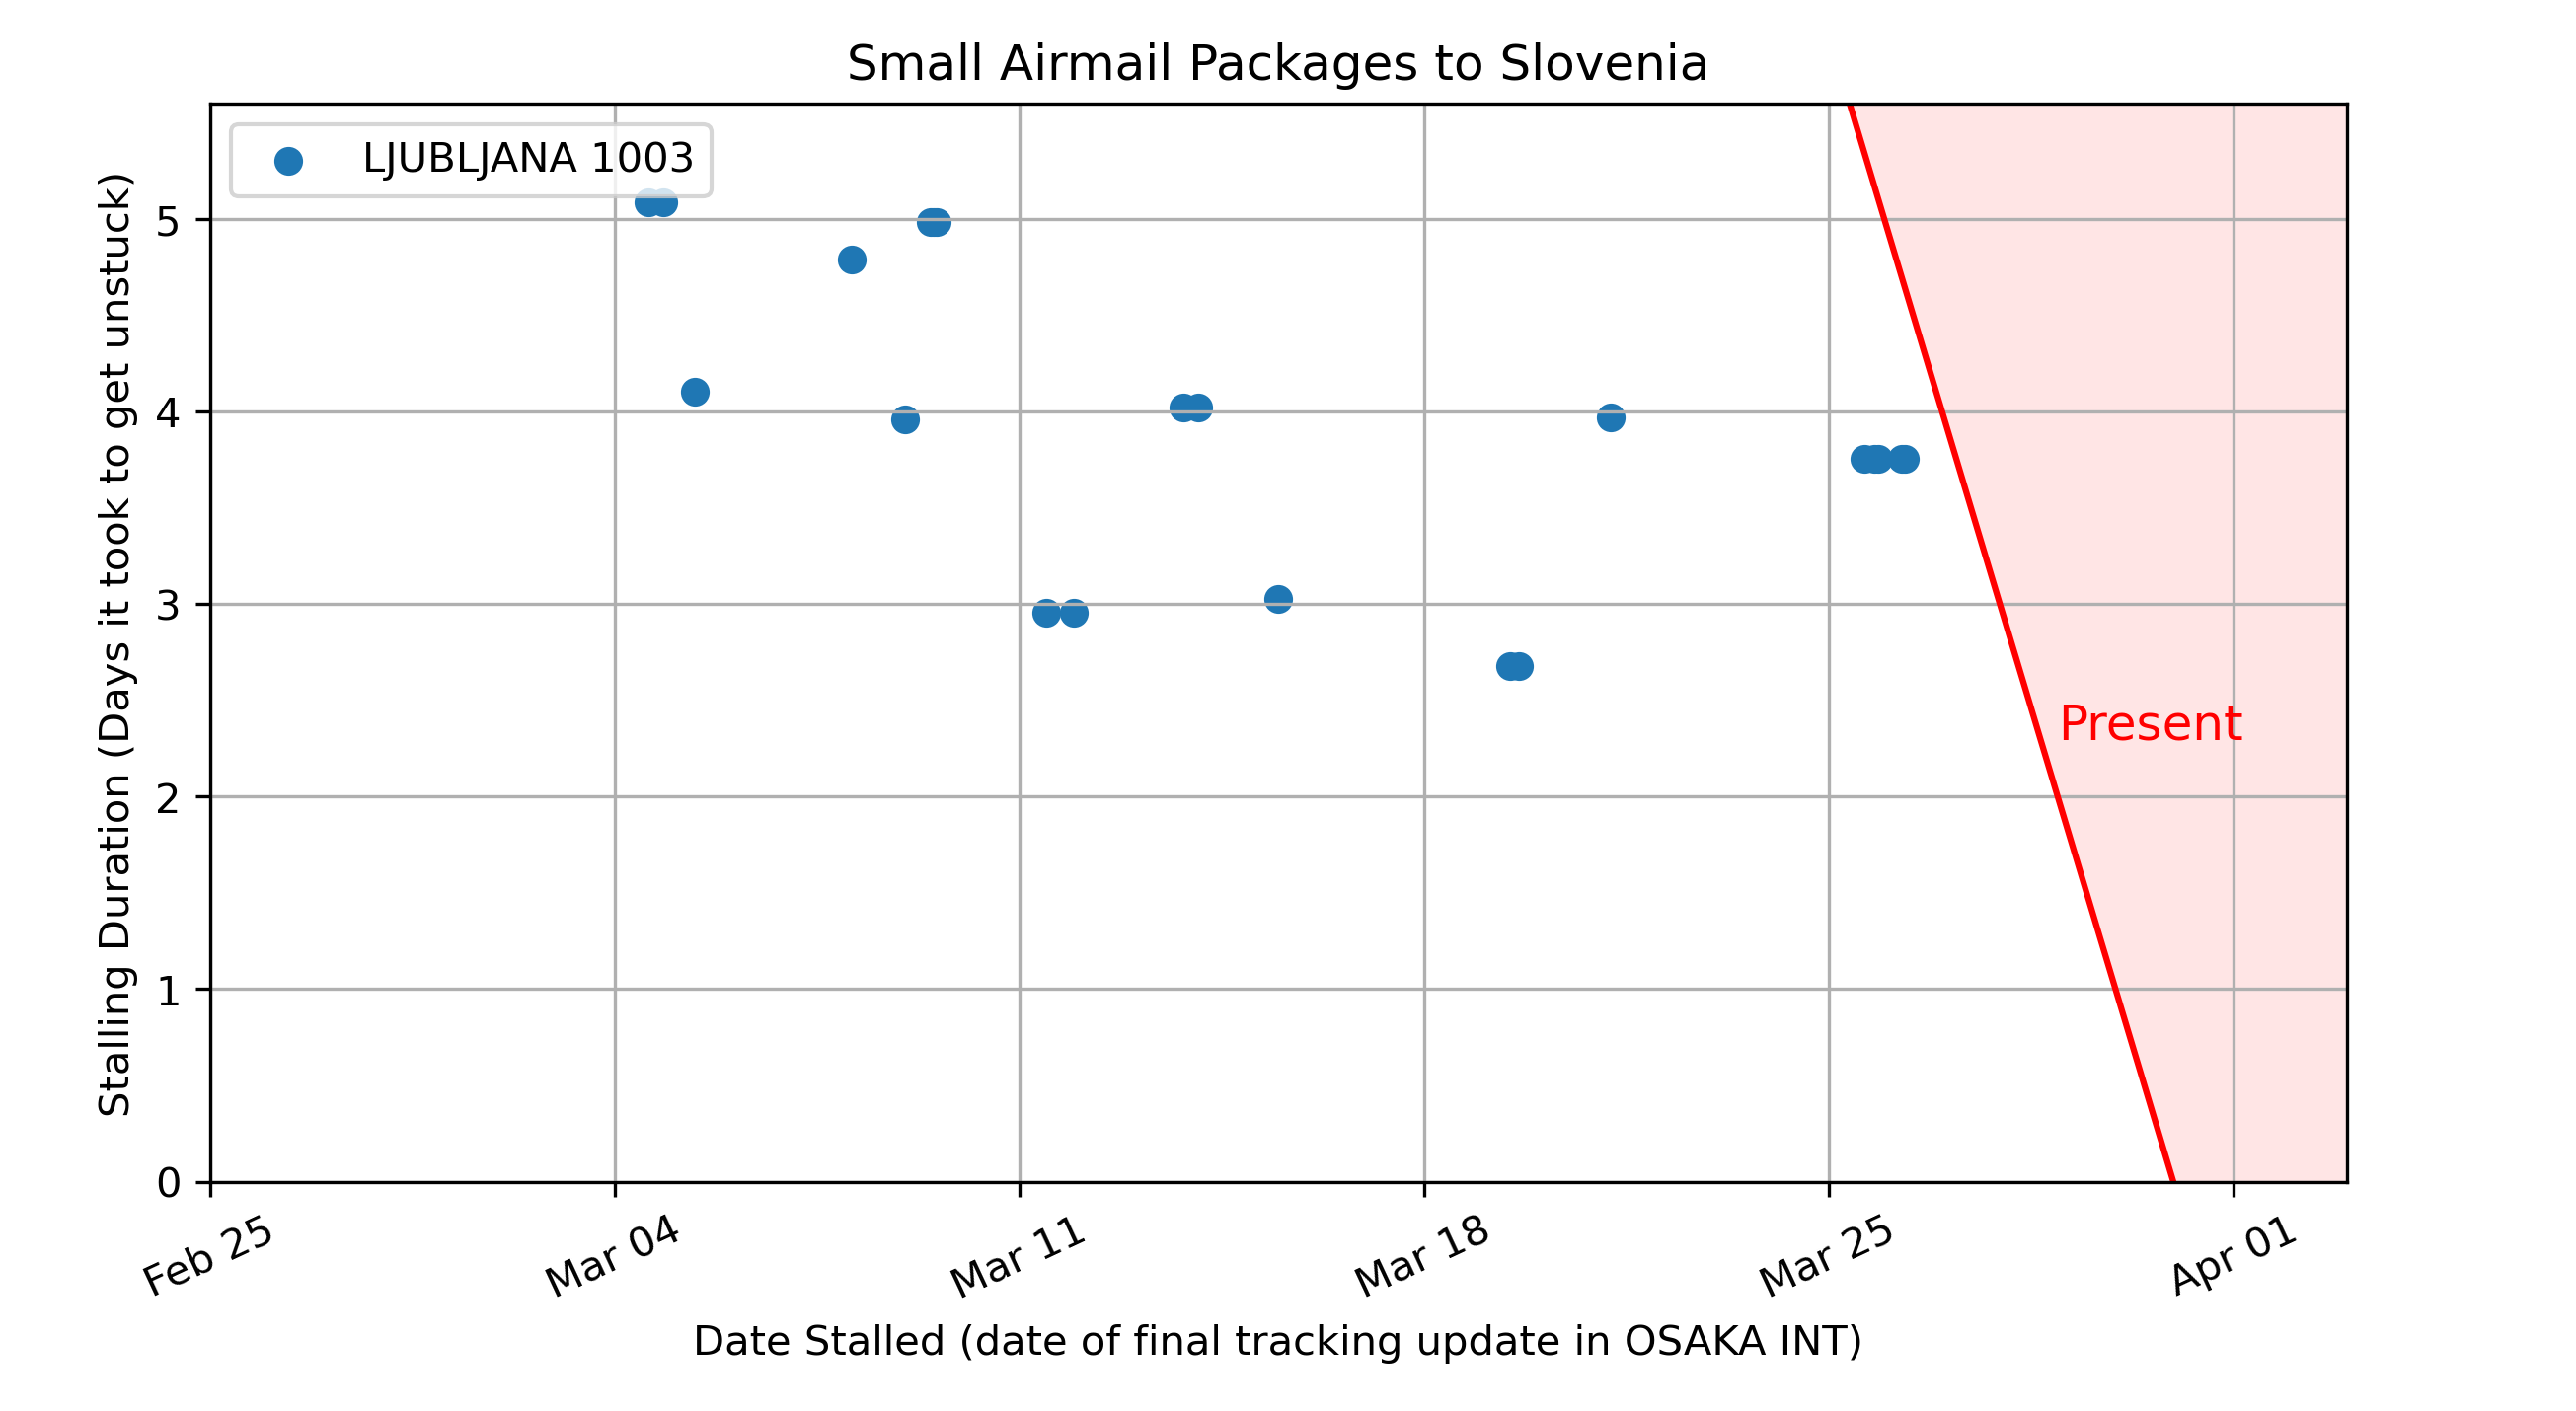 Small Airmail Packages to Slovenia
LJUBLJANA 1003
Stalling Duration (Days it took to get unstuck)
5
4
3
2
1
0
Present
Feb 25
Mar 04
Mar 11
Mar 18
Mar 25
Apr 01
Date Stalled (date of final tracking update in OSAKA INT)